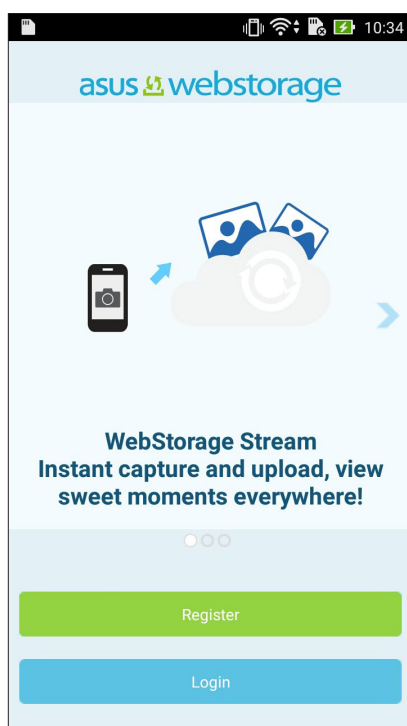 10:34
asus webstorage
WebStorage Stream
Instant capture and upload, view
sweet moments everywhere!
Register
Login